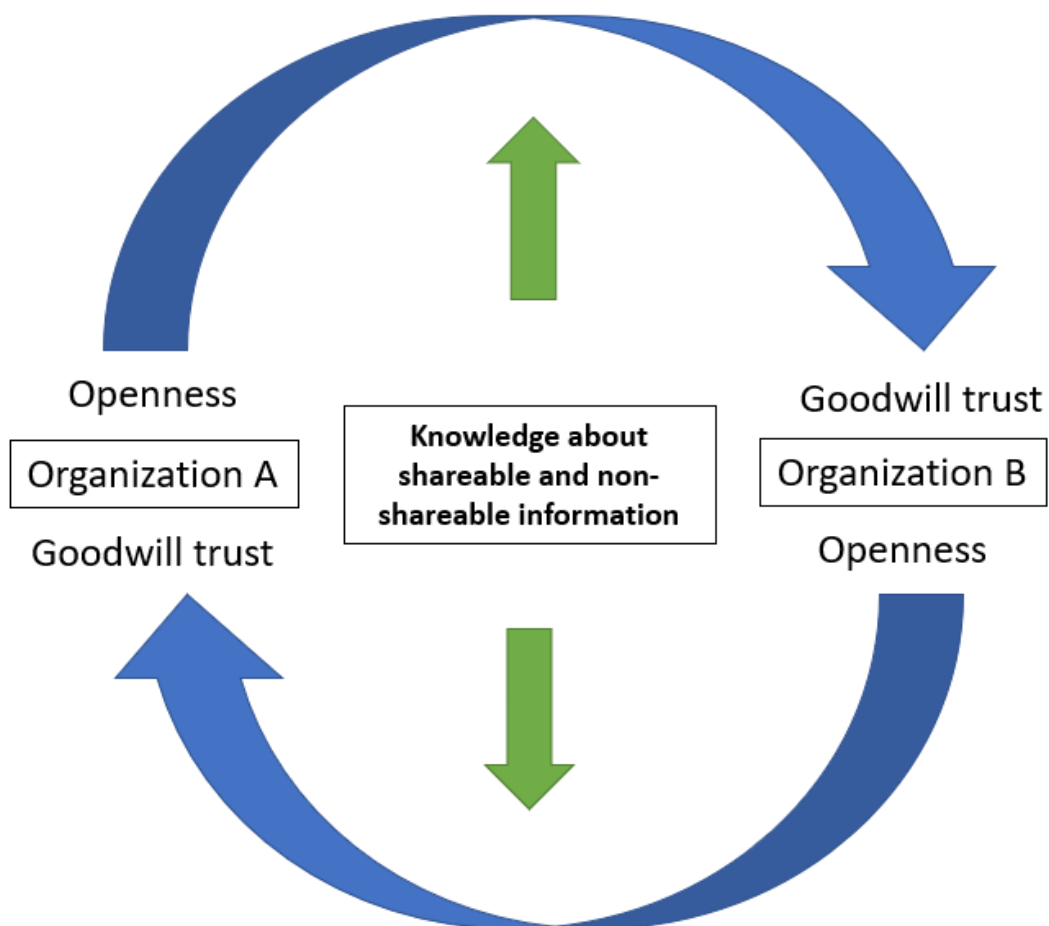 Openness
Organization A
Goodwill trust
Knowledge about
shareable and non-
shareable information
Goodwill trust
Organization B
Openness